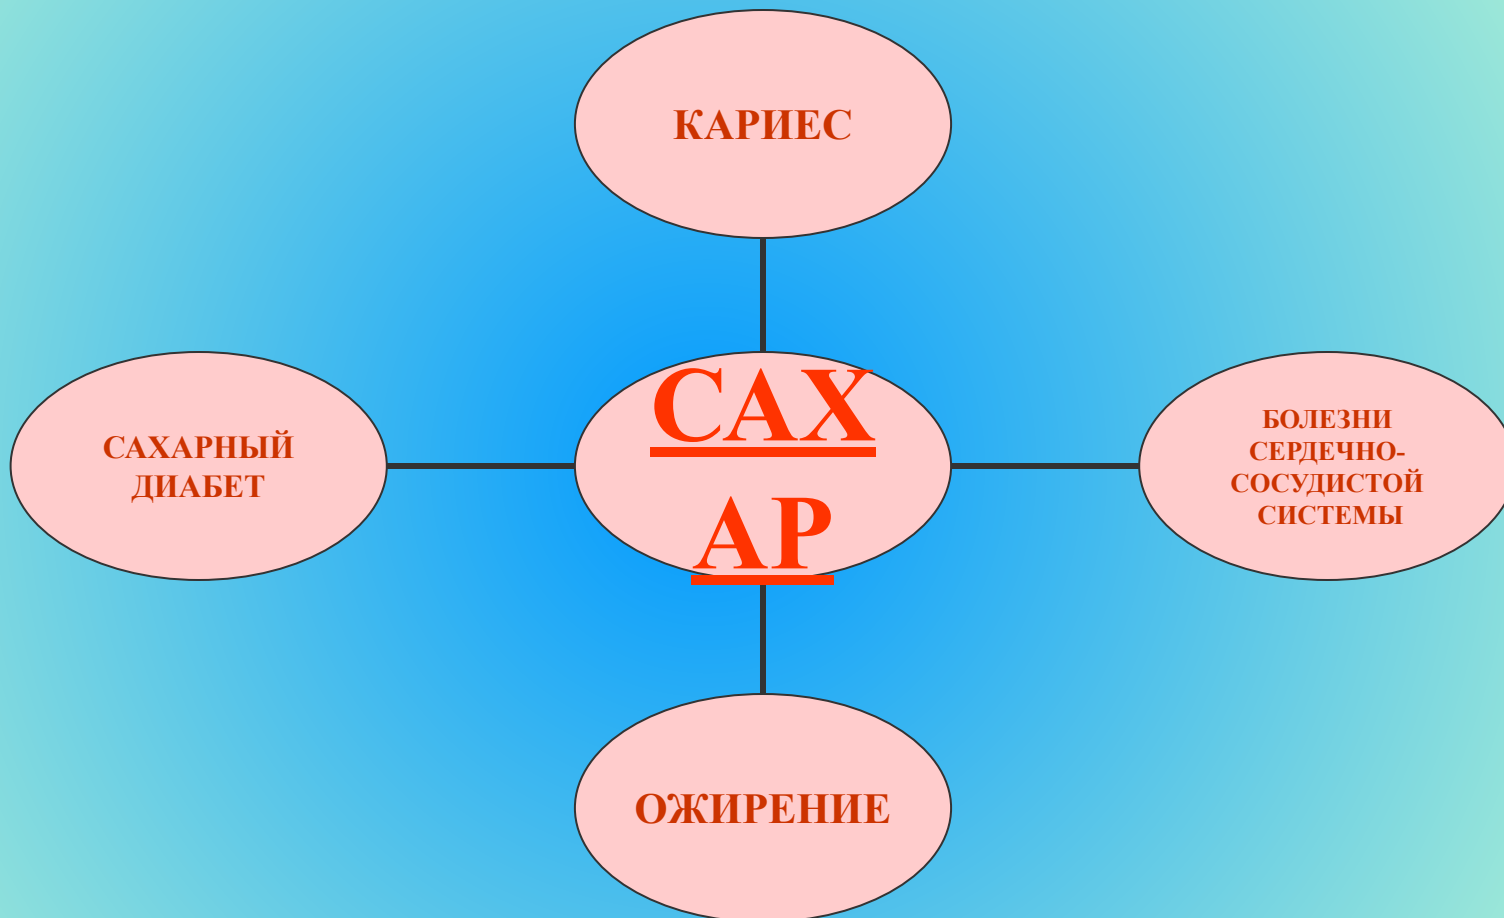 КАРИЕС
САХАРНЫЙ
ДИАБЕТ
САХ
АР
БОЛЕЗНИ
СЕРДЕЧНО-
СОСУДИСТОЙ
СИСТЕМЫ
ОЖИРЕНИЕ